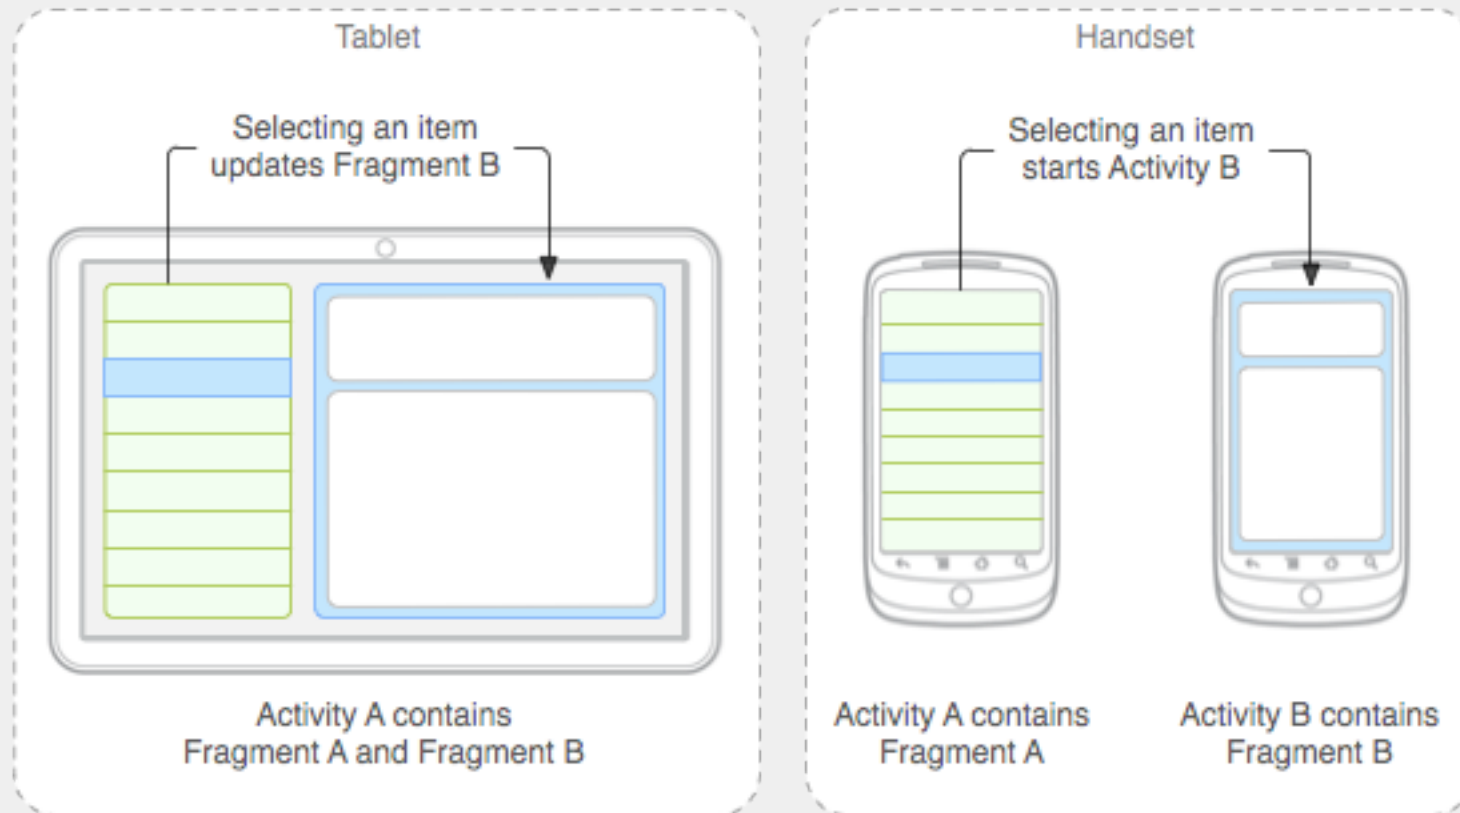 Tablet
Selecting an item
updates Fragment B
Activity A contains
Fragment A and Fragment B
Handset
Selecting an item
starts Activity B
Activity A contains
Fragment A
Activity B contains
Fragment B